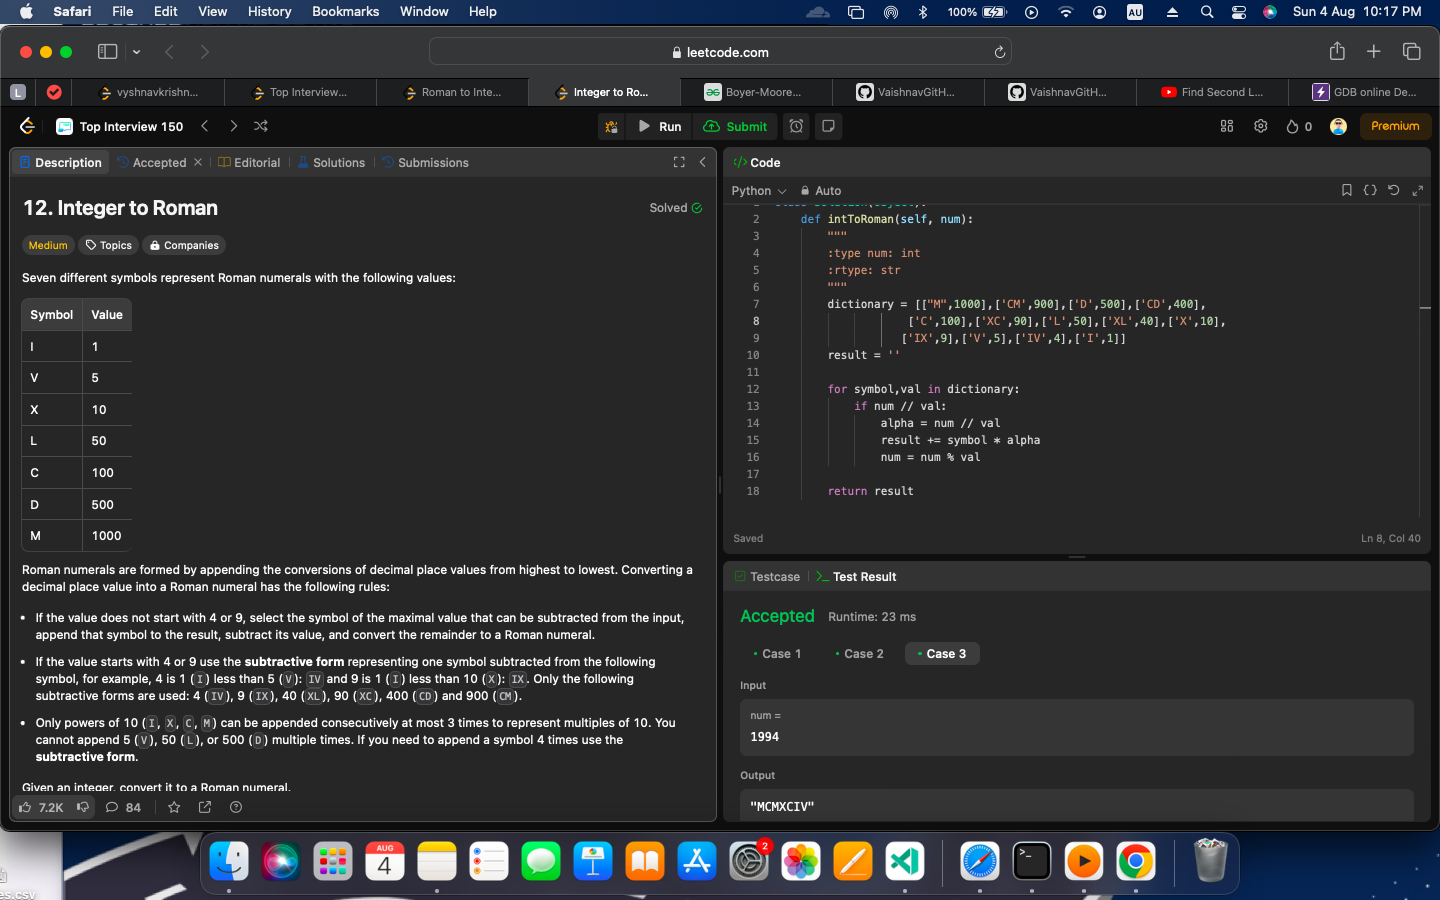 Safari File Edit View History Bookmarks Window Help 100% AU Sun 4 Aug 10:17 PM
leetcode.com
L vyshnavkrishn... Top Interview... Roman to Inte... Integer to Ro... Boyer-Moore... VaishnavGitH... VaishnavGitH... Find Second L... GDB online De...
Top Interview 150 Run Submit 0 Premium
Description Accepted Editorial Solutions Submissions
12. Integer to Roman
Solved
Medium Topics Companies
Seven different symbols represent Roman numerals with the following values:
Symbol Value
I 1
V 5
X 10
L 50
C 100
D 500
M 1000
Roman numerals are formed by appending the conversions of decimal place values from highest to lowest. Converting a
decimal place value into a Roman numeral has the following rules:
• If the value does not start with 4 or 9, select the symbol of the maximal value that can be subtracted from the input,
append that symbol to the result, subtract its value, and convert the remainder to a Roman numeral.
• If the value starts with 4 or 9 use the subtractive form representing one symbol subtracted from the following
symbol, for example, 4 is 1 (I) less than 5 (V): IV and 9 is 1 (I) less than 10 (X): IX. Only the following
subtractive forms are used: 4 (IV), 9 (IX), 40 (XL), 90 (XC), 400 (CD) and 900 (CM).
• Only powers of 10 (I, X, C, M) can be appended consecutively at most 3 times to represent multiples of 10. You
cannot append 5 (V), 50 (L), or 500 (D) multiple times. If you need to append a symbol 4 times use the
subtractive form.
Given an integer, convert it to a Roman numeral.
7.2K 84
Code
Python Auto
2 def intToRoman(self, num):
3 """
4 :type num: int
5 :rtype: str
6 """
7 dictionary = [["M",1000],['CM',900],['D',500],['CD',400],
8 ['C',100],['XC',90],['L',50],['XL',40],['X',10],
9 ['IX',9],['V',5],['IV',4],['I',1]]
10 result = ''
11
12 for symbol,val in dictionary:
13 if num // val:
14 alpha = num // val
15 result += symbol * alpha
16 num = num % val
17
18 return result
Saved Ln 8, Col 40
Testcase Test Result
Accepted Runtime: 23 ms
• Case 1 • Case 2 • Case 3
Input
num =
1994
Output
"MCMXCIV"
AUG
4
2
es.csv